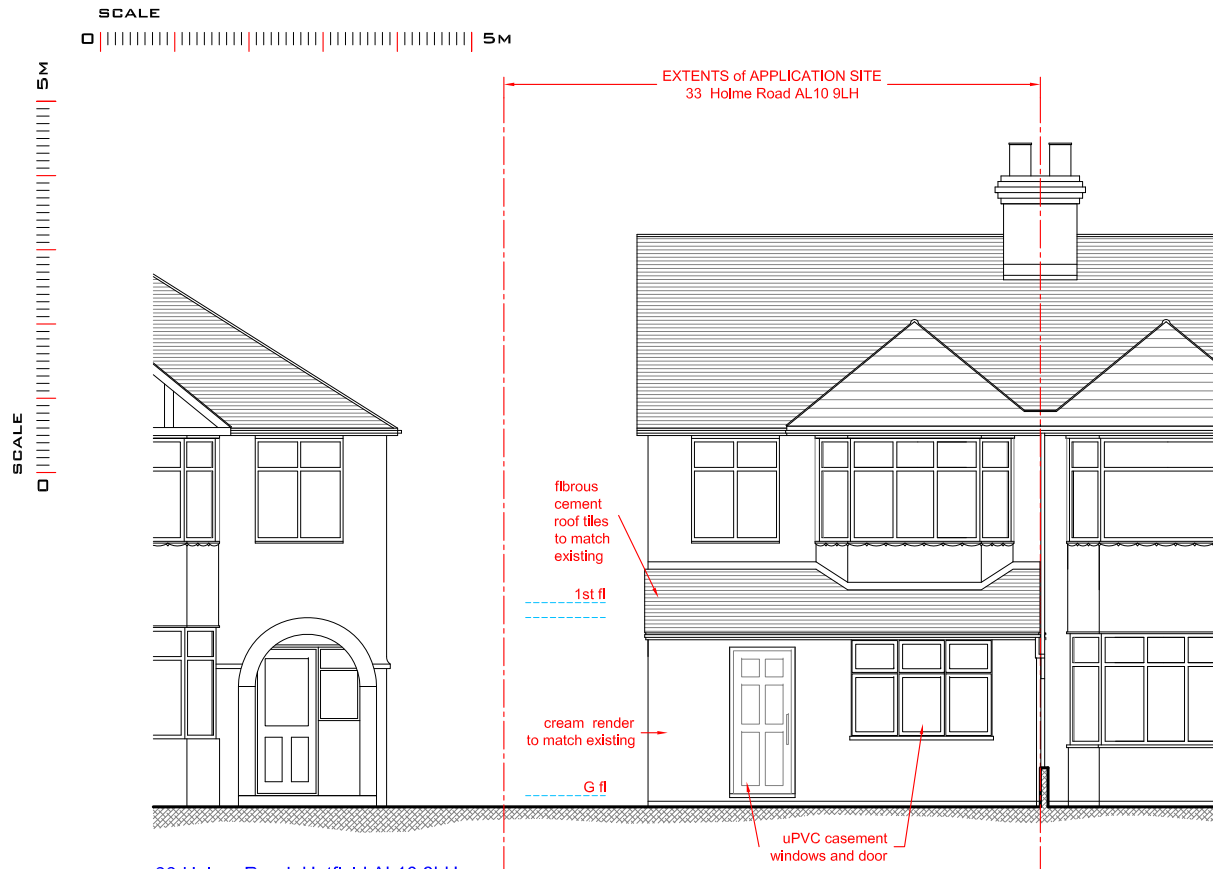 SCALE
0 5M
5M
SCALE
0
EXTENTS of APPLICATION SITE
33 Holme Road AL10 9LH
fibrous
cement
roof tiles
to match
existing
1st fl
cream render
to match existing
G fl
uPVC casement
windows and door